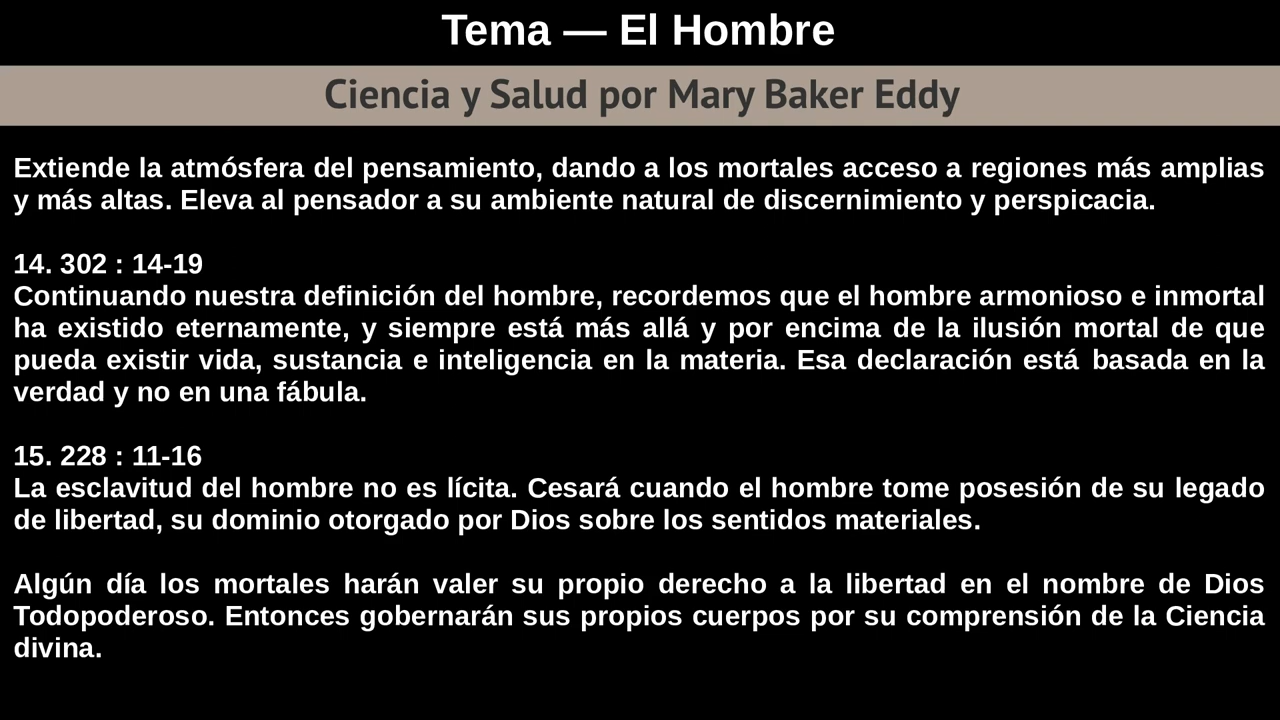 Tema — El Hombre
Ciencia y Salud por Mary Baker Eddy
Extiende la atmósfera del pensamiento, dando a los mortales acceso a regiones más amplias
y más altas. Eleva al pensador a su ambiente natural de discernimiento y perspicacia.
14. 302 : 14-19
Continuando nuestra definición del hombre, recordemos que el hombre armonioso e inmortal
ha existido eternamente, y siempre está más allá y por encima de la ilusión mortal de que
pueda existir vida, sustancia e inteligencia en la materia. Esa declaración está basada en la
verdad y no en una fábula.
15. 228 : 11-16
La esclavitud del hombre no es lícita. Cesará cuando el hombre tome posesión de su legado
de libertad, su dominio otorgado por Dios sobre los sentidos materiales.
Algún día los mortales harán valer su propio derecho a la libertad en el nombre de Dios
Todopoderoso. Entonces gobernarán sus propios cuerpos por su comprensión de la Ciencia
divina.